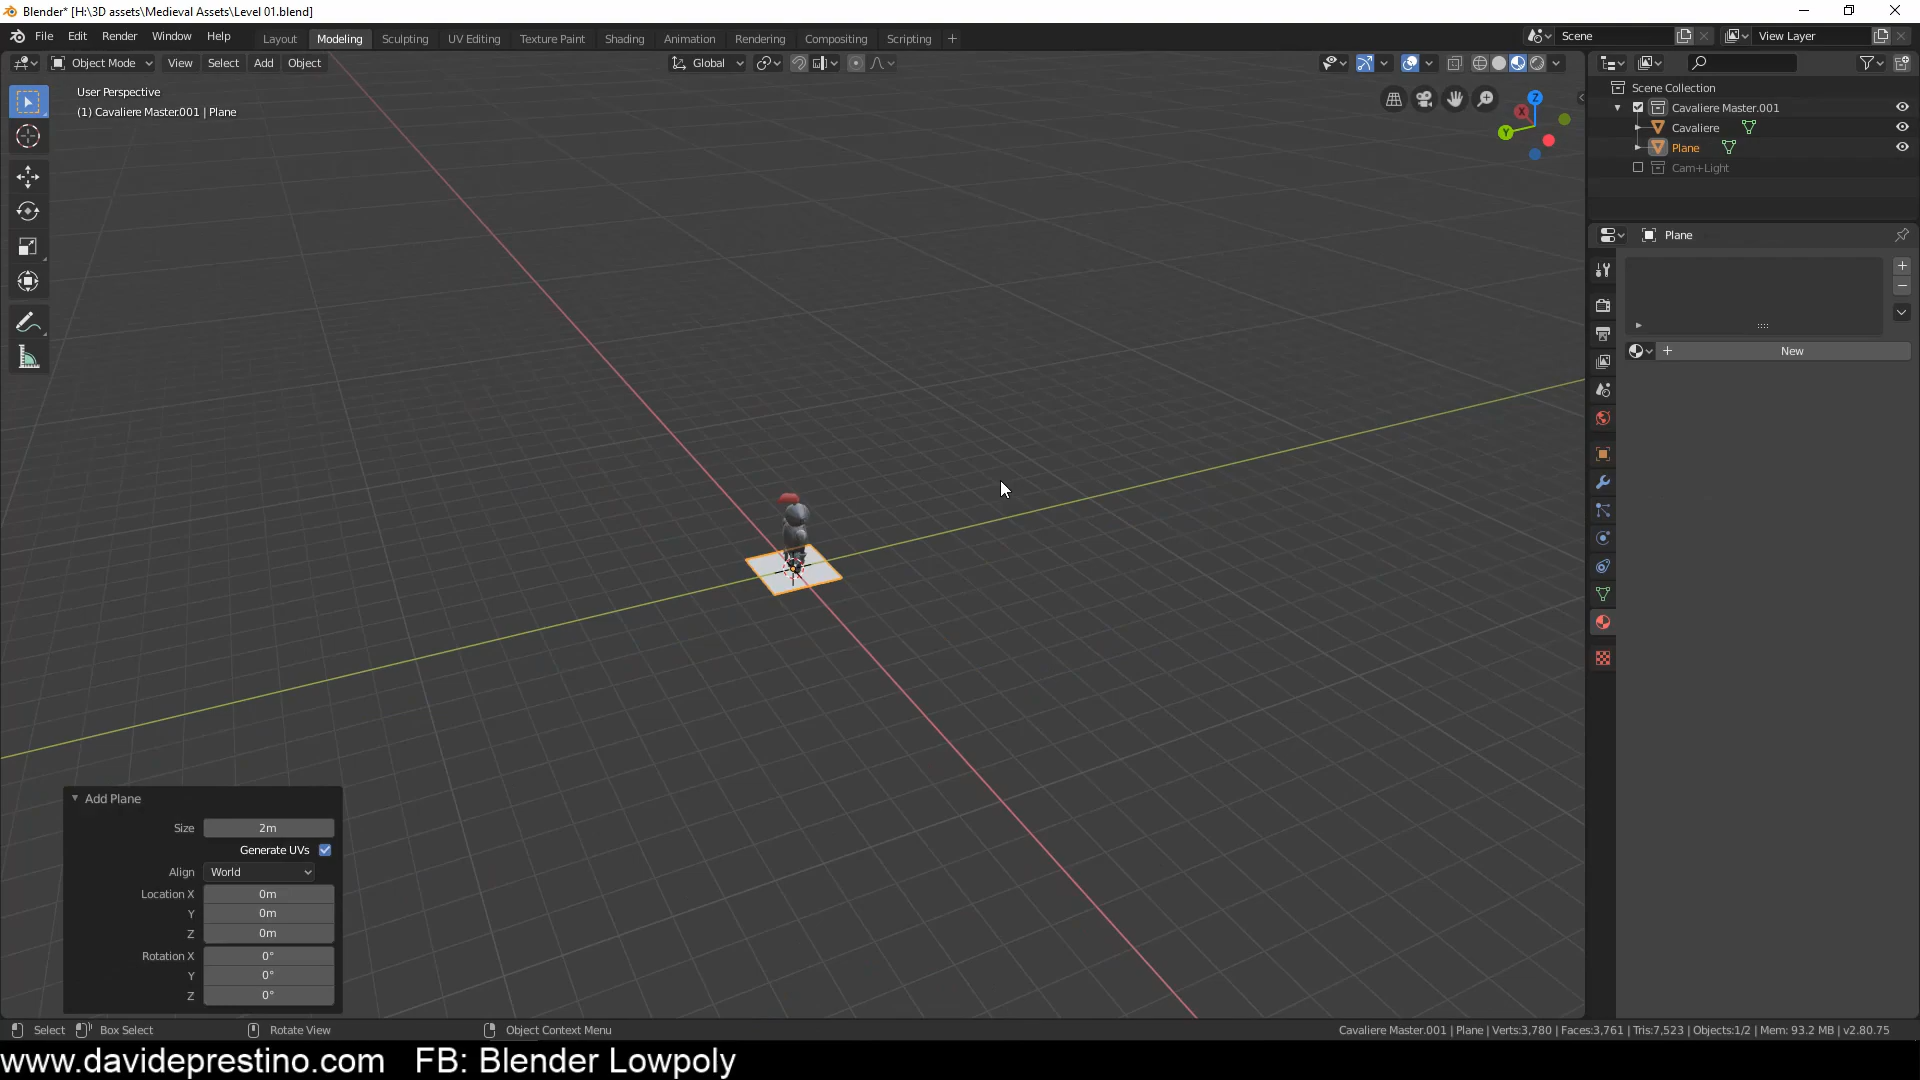 Blender* [H:\3D assets\Medieval Assets\Level 01.blend]
File Edit Render Window Help Layout Modeling Sculpting UV Editing Texture Paint Shading Animation Rendering Compositing Scripting + Scene View Layer
Object Mode View Select Add Object Global
User Perspective
(1) Cavaliere Master.001 | Plane
Z
X
Y
Scene Collection
Cavaliere Master.001
Cavaliere
Plane
Cam+Light
Plane
+ New
Add Plane
Size 2m
Generate UVs
Align World
Location X 0m
Y 0m
Z 0m
Rotation X 0°
Y 0°
Z 0°
Select Box Select Rotate View Object Context Menu Cavaliere Master.001 | Plane | Verts:3,780 | Faces:3,761 | Tris:7,523 | Objects:1/2 | Mem: 93.2 MB | v2.80.75
www.davideprestino.com FB: Blender Lowpoly